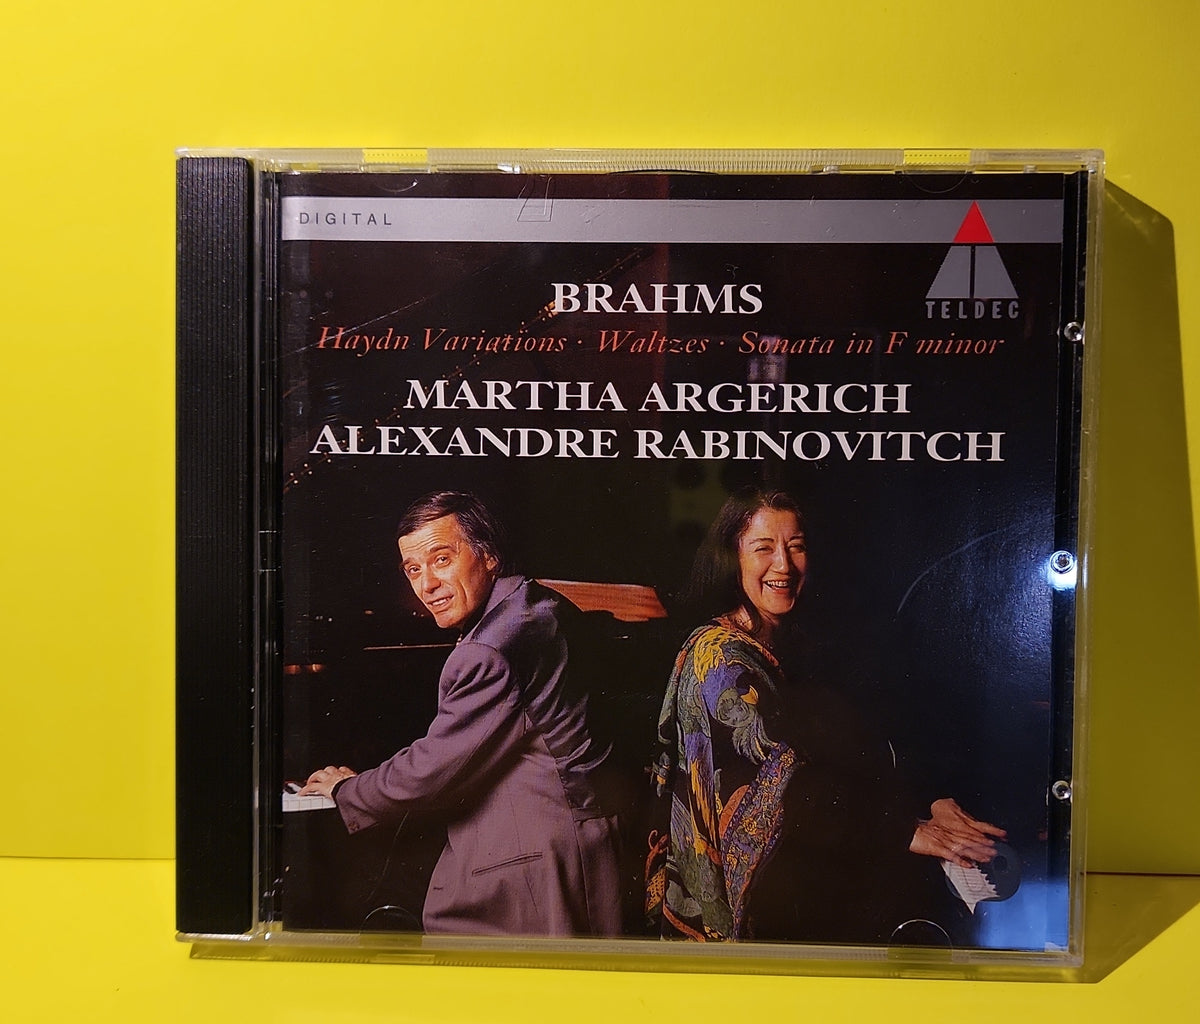 DIGITAL
TELDEC
BRAHMS
Haydn Variations · Waltzes · Sonata in F minor
MARTHA ARGERICH
ALEXANDRE RABINOVITCH